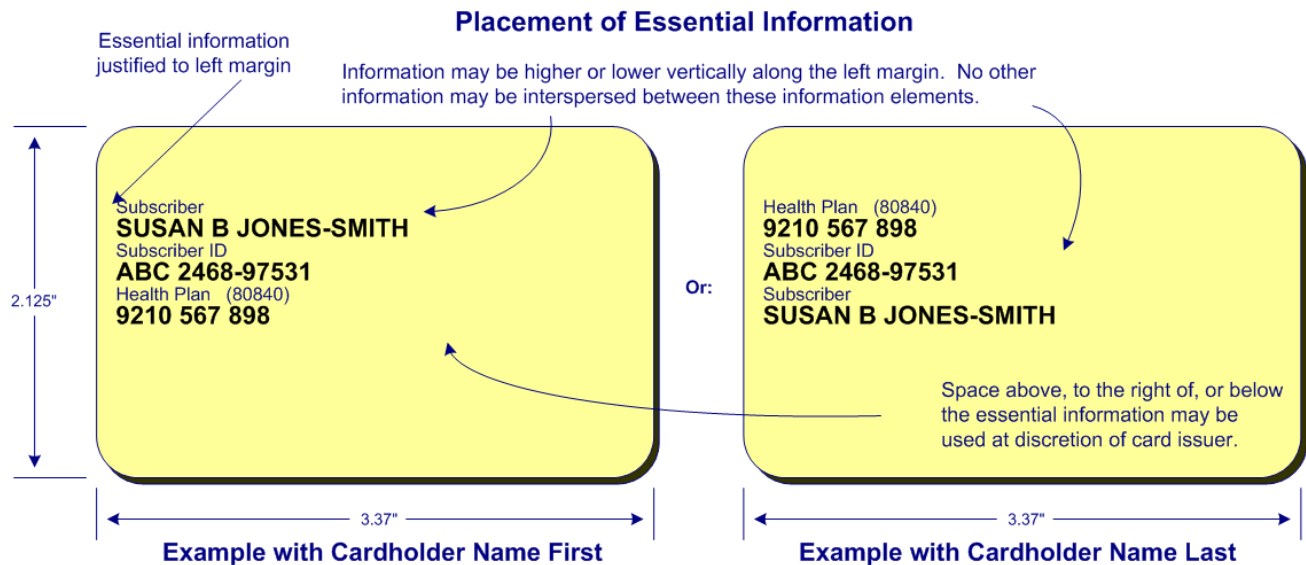 Placement of Essential Information
Essential information
justified to left margin
Information may be higher or lower vertically along the left margin.  No other
information may be interspersed between these information elements.
2.125"
Subscriber
SUSAN B JONES-SMITH
Subscriber ID
ABC 2468-97531
Health Plan   (80840)
9210 567 898
Or:
Health Plan   (80840)
9210 567 898
Subscriber ID
ABC 2468-97531
Subscriber
SUSAN B JONES-SMITH
Space above, to the right of, or below
the essential information may be
used at discretion of card issuer.
3.37"
3.37"
Example with Cardholder Name First
Example with Cardholder Name Last